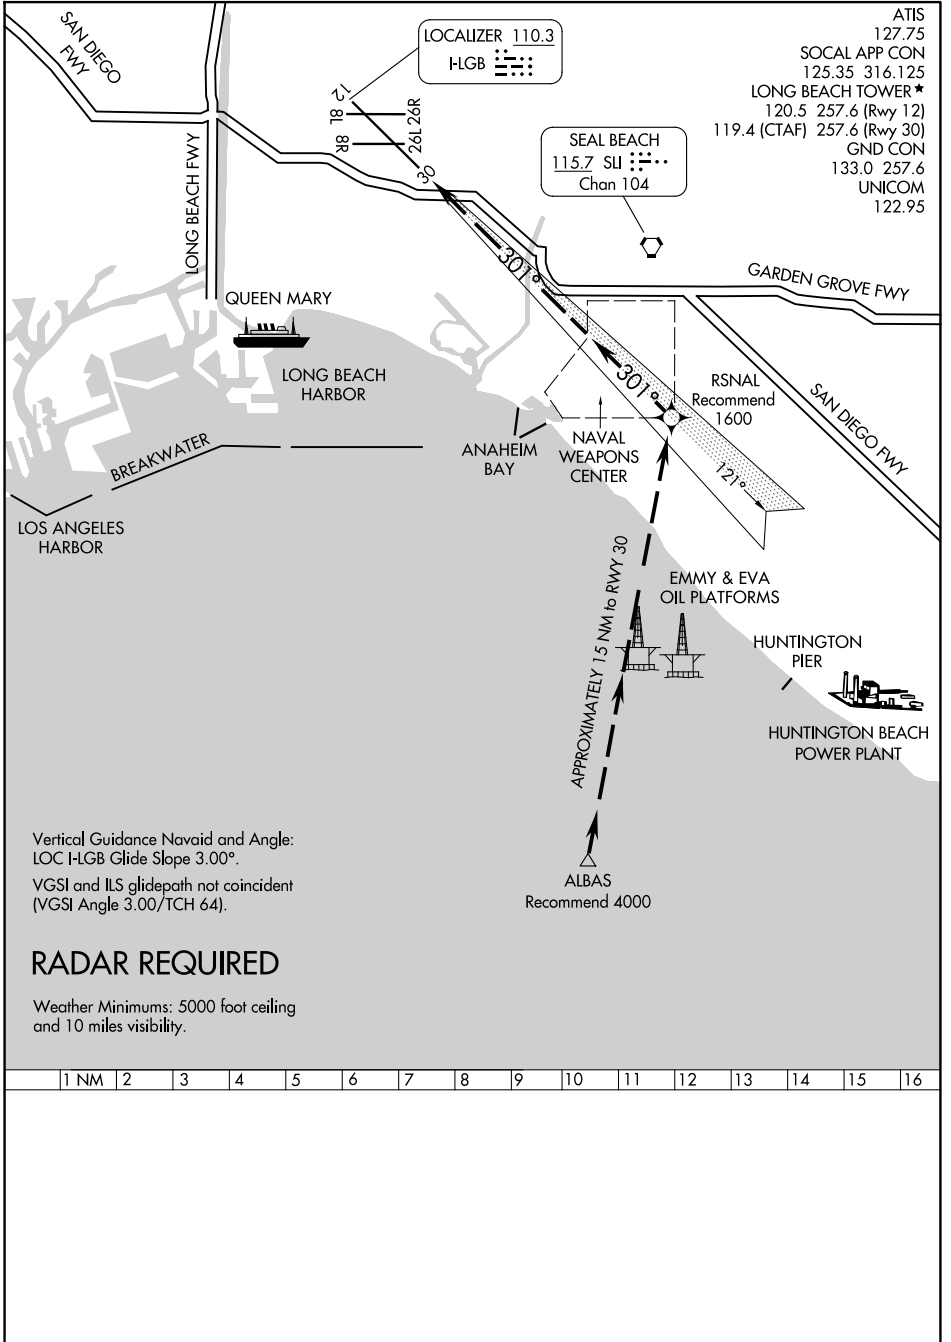 SAN DIEGO
FWY
LOCALIZER 110.3
I-LGB
ATIS
127.75
SOCAL APP CON
125.35 316.125
LONG BEACH TOWER★
120.5 257.6 (Rwy 12)
119.4 (CTAF) 257.6 (Rwy 30)
GND CON
133.0 257.6
UNICOM
122.95
12
8L
26R
8R
26L
30
SEAL BEACH
115.7 SLI
Chan 104
LONG BEACH FWY
301°
GARDEN GROVE FWY
QUEEN MARY
LONG BEACH
HARBOR
301°
RSNAL
Recommend
1600
SAN DIEGO FWY
BREAKWATER
ANAHEIM
BAY
NAVAL
WEAPONS
CENTER
121°
LOS ANGELES
HARBOR
APPROXIMATELY 15 NM to RWY 30
EMMY & EVA
OIL PLATFORMS
HUNTINGTON
PIER
HUNTINGTON BEACH
POWER PLANT
Vertical Guidance Navaid and Angle:
LOC I-LGB Glide Slope 3.00°.
VGSI and ILS glidepath not coincident
(VGSI Angle 3.00/TCH 64).
ALBAS
Recommend 4000
RADAR REQUIRED
Weather Minimums: 5000 foot ceiling
and 10 miles visibility.
1 NM 2 3 4 5 6 7 8 9 10 11 12 13 14 15 16